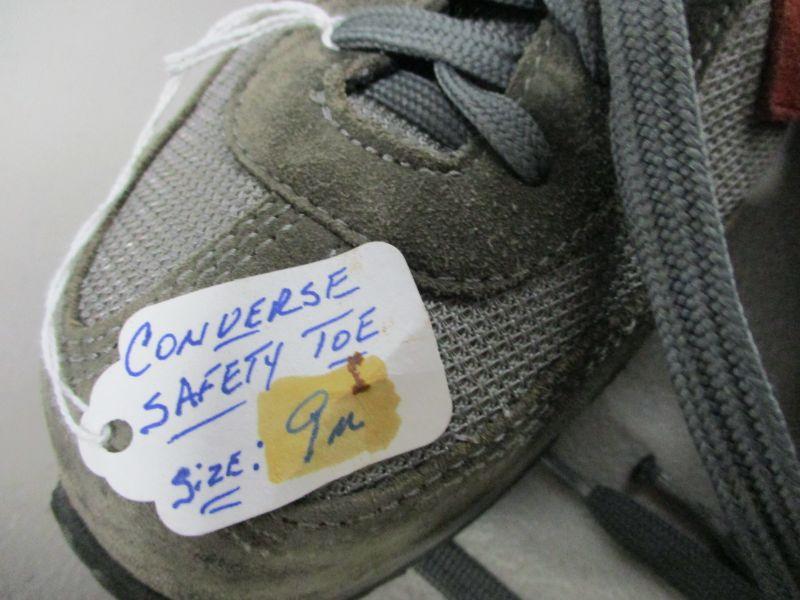 CONVERSE
SAFETY TOE
SiZE: 9M